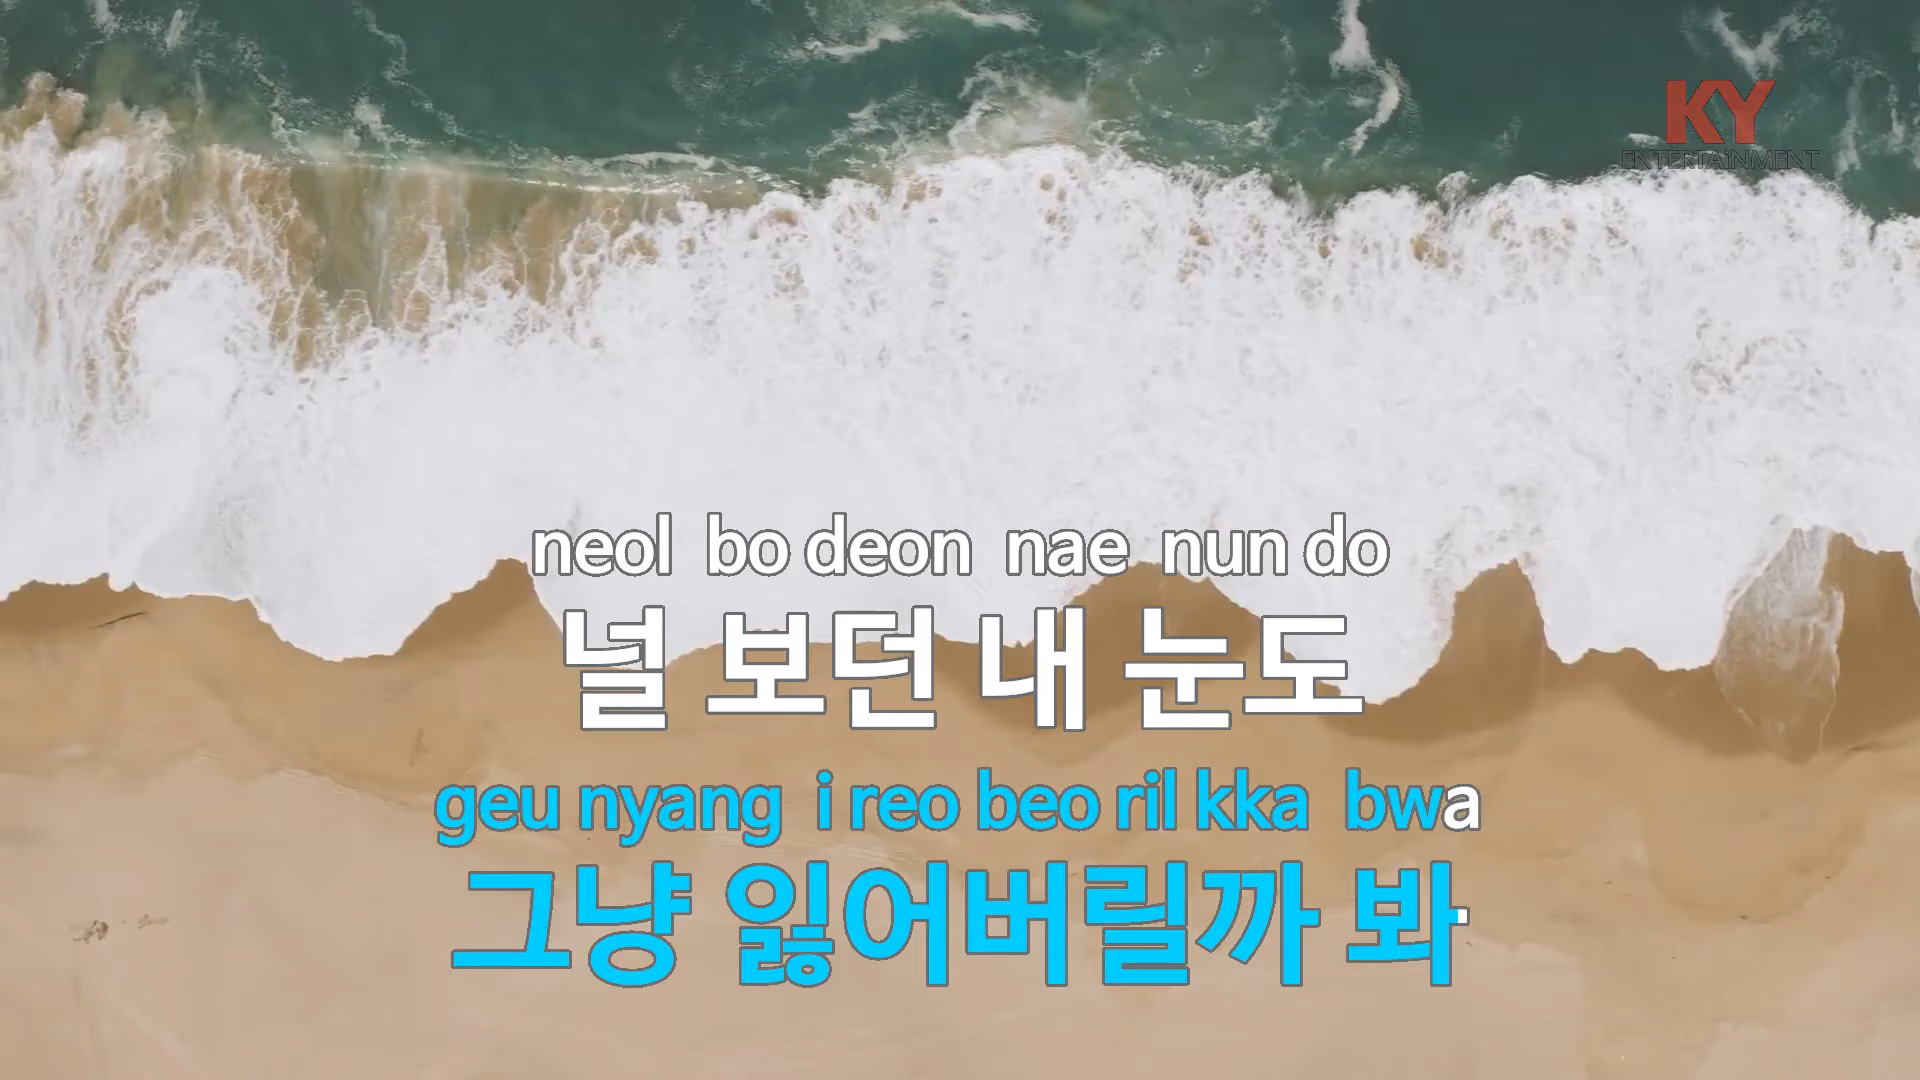 KY
ENTERTAINMENT
neol bo deon nae nun do
널 보던 내 눈도
geu nyang i reo beo ril kka bwa
그냥 잃어버릴까 봐